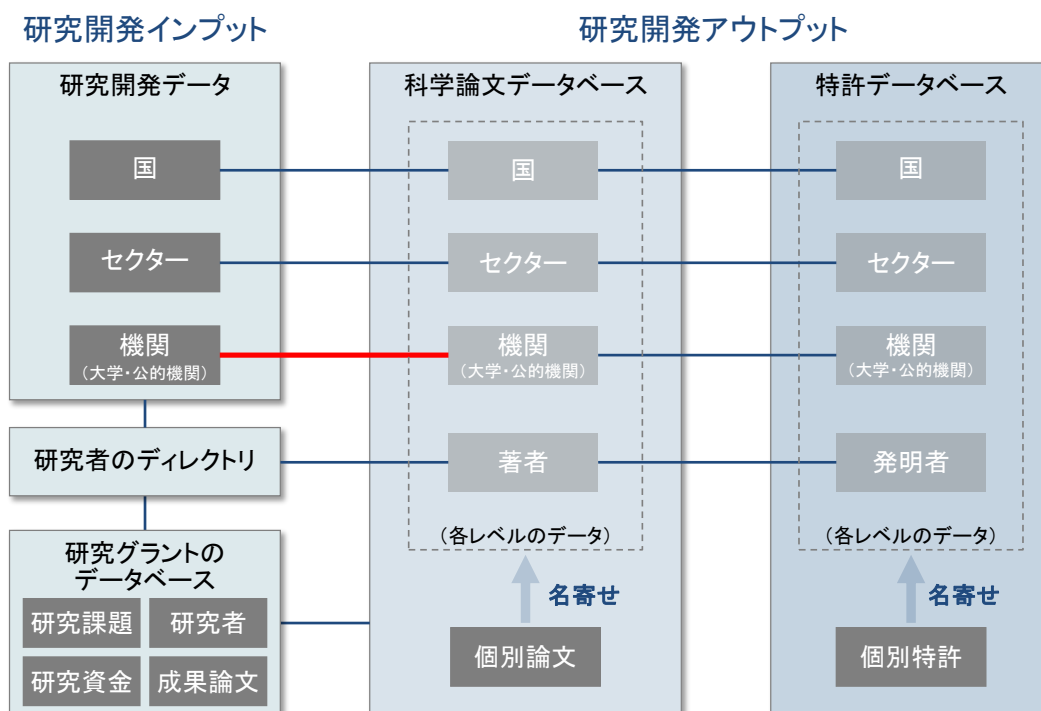 研究開発インプット
研究開発アウトプット
研究開発データ
国
セクター
機関
（大学・公的機関）
研究者のディレクトリ
研究グラントの
データベース
研究課題
研究者
研究資金
成果論文
科学論文データベース
国
セクター
機関
（大学・公的機関）
著者
（各レベルのデータ）
名寄せ
個別論文
特許データベース
国
セクター
機関
（大学・公的機関）
発明者
（各レベルのデータ）
名寄せ
個別特許